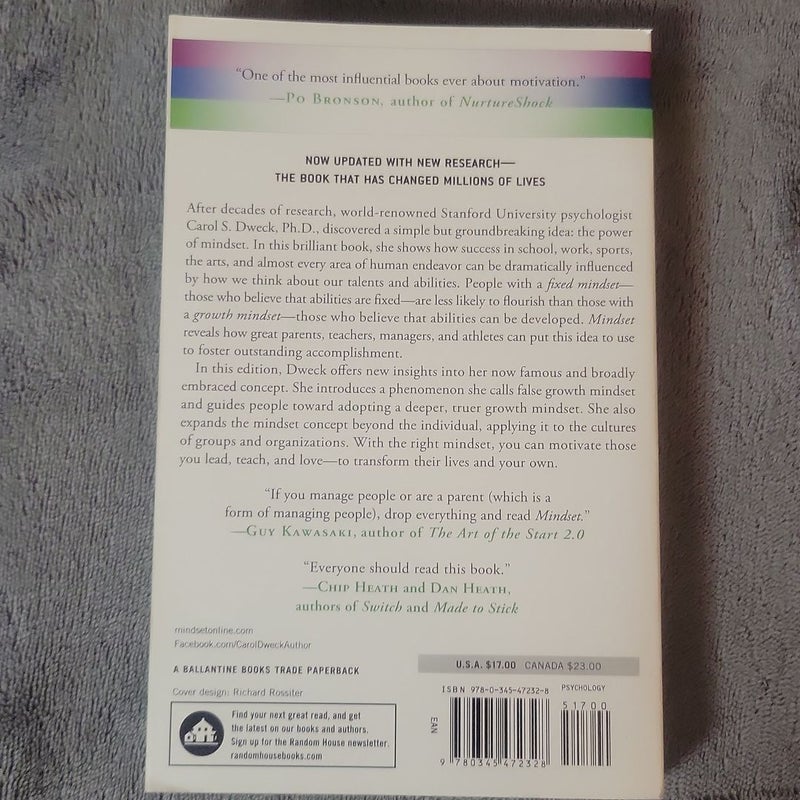 “One of the most influential books ever about motivation.”
—Po Bronson, author of NurtureShock
NOW UPDATED WITH NEW RESEARCH—
THE BOOK THAT HAS CHANGED MILLIONS OF LIVES
After decades of research, world-renowned Stanford University psychologist
Carol S. Dweck, Ph.D., discovered a simple but groundbreaking idea: the power
of mindset. In this brilliant book, she shows how success in school, work, sports,
the arts, and almost every area of human endeavor can be dramatically influenced
by how we think about our talents and abilities. People with a fixed mindset—
those who believe that abilities are fixed—are less likely to flourish than those with
a growth mindset—those who believe that abilities can be developed. Mindset
reveals how great parents, teachers, managers, and athletes can put this idea to use
to foster outstanding accomplishment.
In this edition, Dweck offers new insights into her now famous and broadly
embraced concept. She introduces a phenomenon she calls false growth mindset
and guides people toward adopting a deeper, truer growth mindset. She also
expands the mindset concept beyond the individual, applying it to the cultures
of groups and organizations. With the right mindset, you can motivate those
you lead, teach, and love—to transform their lives and your own.
“If you manage people or are a parent (which is a
form of managing people), drop everything and read Mindset.”
—Guy Kawasaki, author of The Art of the Start 2.0
“Everyone should read this book.”
—Chip Heath and Dan Heath,
authors of Switch and Made to Stick
mindsetonline.com
Facebook.com/CarolDweckAuthor
A BALLANTINE BOOKS TRADE PAPERBACK
Cover design: Richard Rossiter
Find your next great read, and get
the latest on our books and authors.
Sign up for the Random House newsletter.
randomhousebooks.com
U.S.A. $17.00 CANADA $23.00
ISBN 978-0-345-47232-8 PSYCHOLOGY
51700
EAN
9 780345 472328